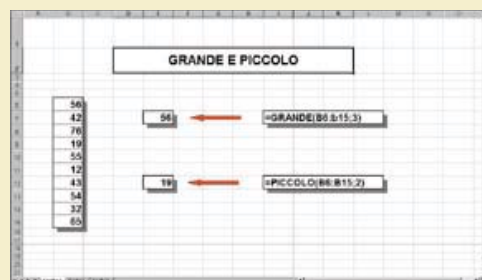 GRANDE E PICCOLO
56
42 56 =GRANDE(B6:b15;3)
76
19
55
12
43 19 =PICCOLO(B6:B15;2)
54
32
65